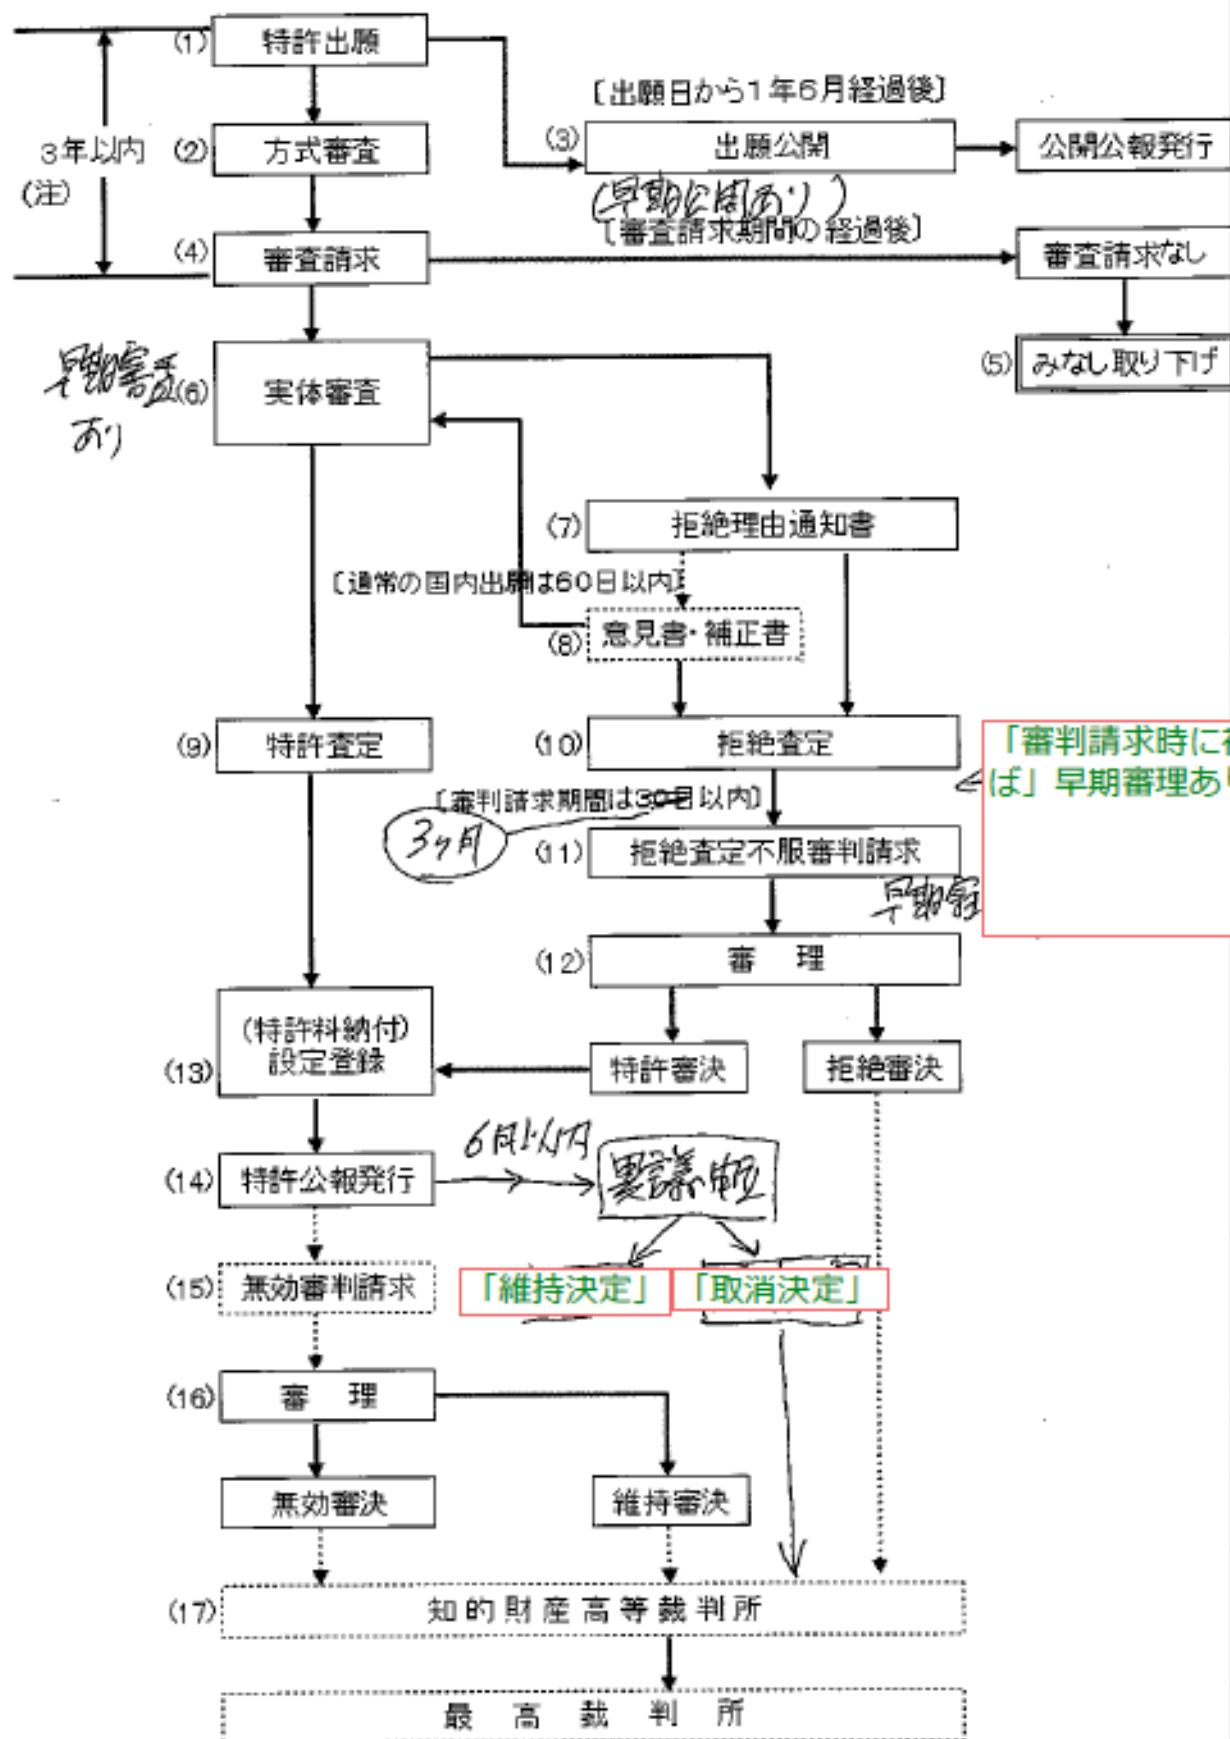 (1) 特許出願
〔出願日から1年6月経過後〕
3年以内
(注)
(2) 方式審査
(3) 出願公開
公開公報発行
(早期公開あり)
〔審査請求期間の経過後〕
(4) 審査請求
審査請求なし
(5) みなし取り下げ
早期審査
あり
(6) 実体審査
(7) 拒絶理由通知書
〔通常の国内出願は60日以内〕
(8) 意見書・補正書
(9) 特許査定
(10) 拒絶査定
「審判請求時に
ば」早期審理あ
〔審判請求期間は30日以内〕
3ヶ月
(11) 拒絶査定不服審判請求
早期
(12) 審 理
(特許料納付)
(13) 設定登録
特許審決
拒絶審決
6月以内
(14) 特許公報発行
異議申立
(15) 無効審判請求
「維持決定」
「取消決定」
(16) 審 理
無効審決
維持審決
(17) 知的財産高等裁判所
最高裁判所